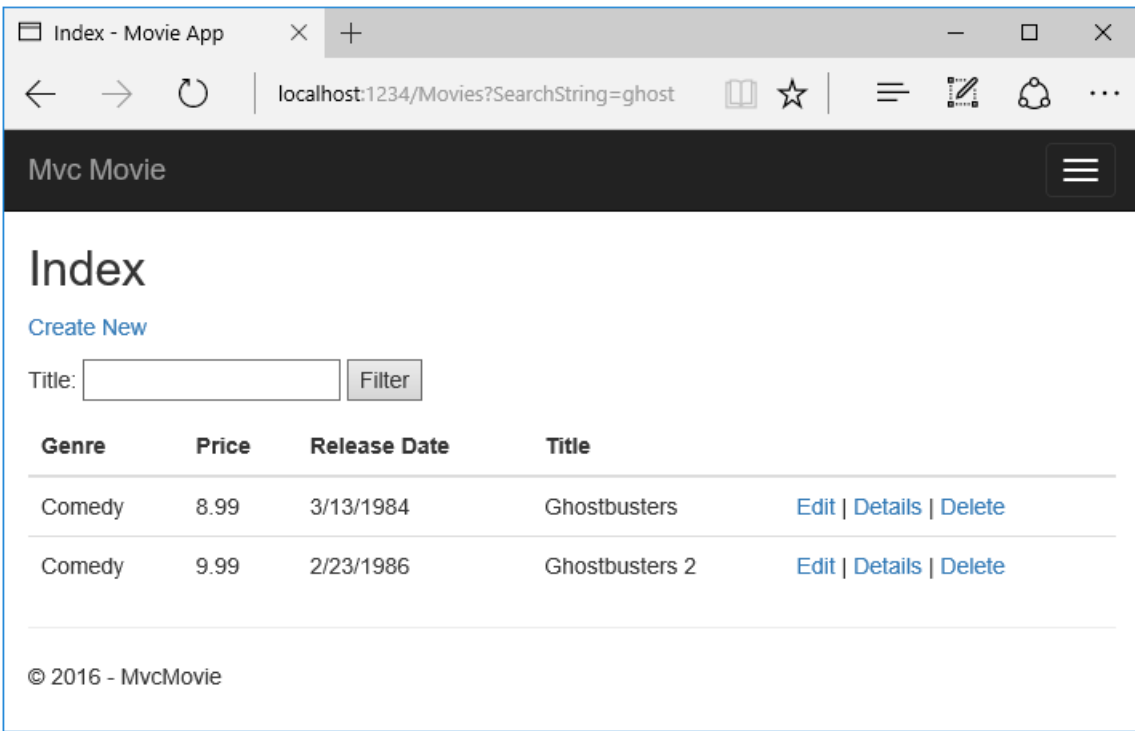 Index - Movie App
localhost:1234/Movies?SearchString=ghost
Mvc Movie
Index
Create New
Title: Filter
Genre Price Release Date Title
Comedy 8.99 3/13/1984 Ghostbusters Edit | Details | Delete
Comedy 9.99 2/23/1986 Ghostbusters 2 Edit | Details | Delete
© 2016 - MvcMovie